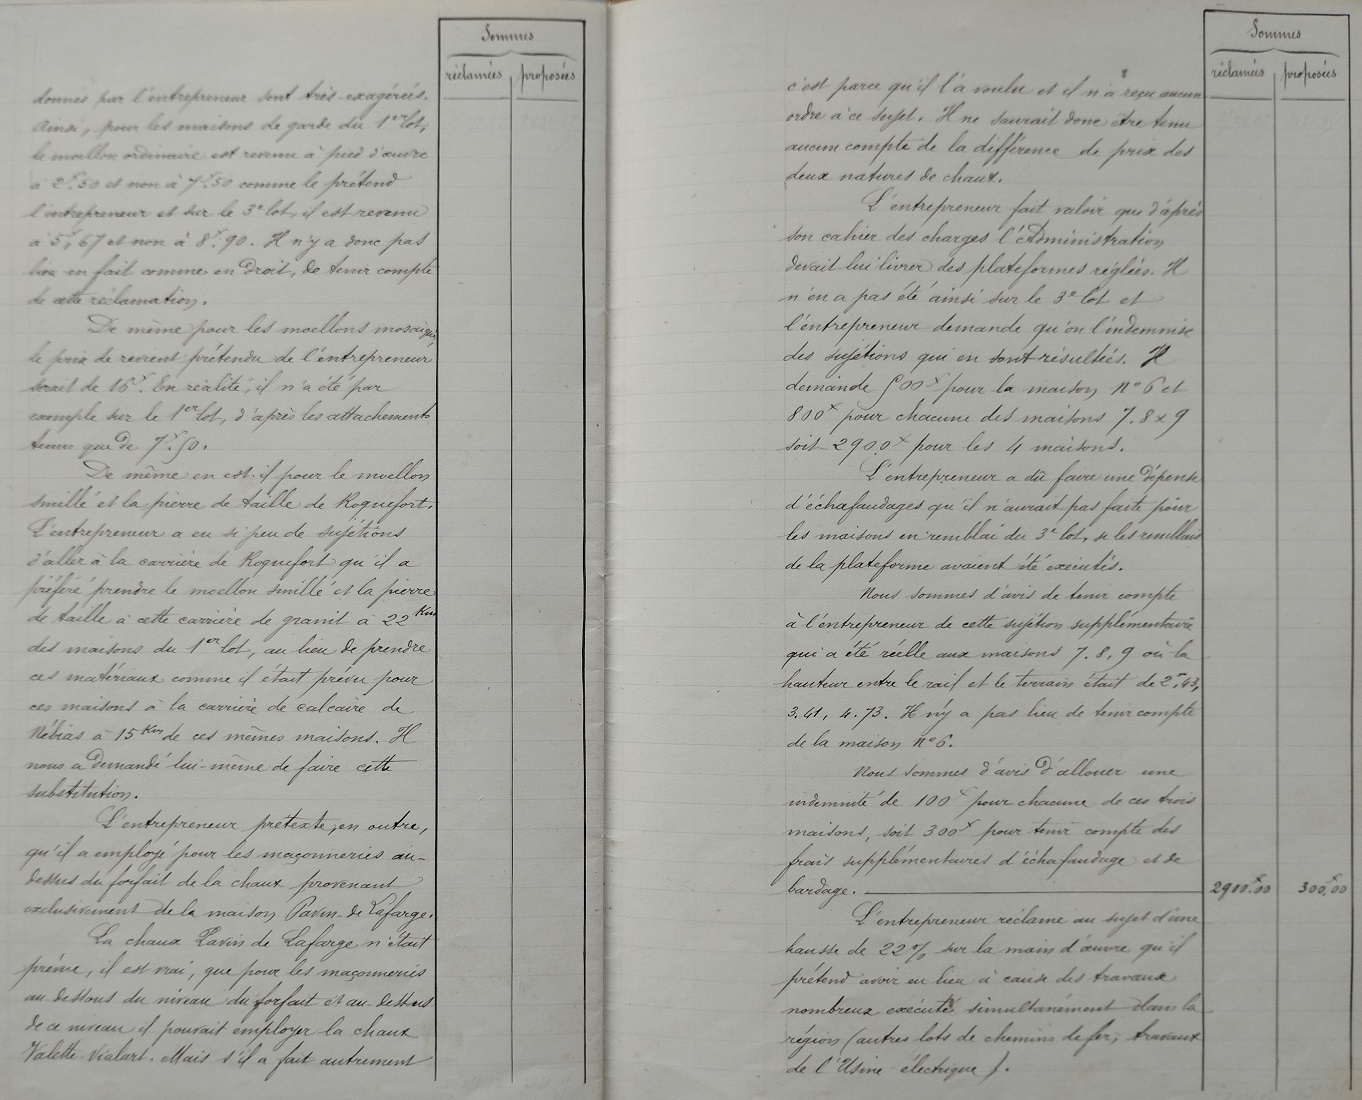 Sommes
réclamées proposées
donnés par l'entrepreneur sont très exagérés.
Ainsi, pour les maisons de garde du 1er lot,
le moellon ordinaire est revenu à pied d'œuvre
à 2f.50 et non à 7f.50 comme le prétend
l'entrepreneur et sur le 3e lot, il est revenu
à 5f,67 et non à 8f.90. Il n'y a donc pas
lieu en fait comme en Droit, de tenir compte
de cette réclamation.
De même pour les moellons mosaïqués,
le prix de revient prétendu de l'entrepreneur
serait de 16f. En réalité, il n'a été par
exemple sur le 1er lot, d'après les attachements
tenus que de 7f.50.
De même en est-il pour le moellon
smillé et la pierre de taille de Roquefort.
L'entrepreneur a eu si peu de sujétions
d'aller à la carrière de Roquefort qu'il a
préféré prendre le moellon smillé et la pierre
de taille à cette carrière de granit à 22 Km
des maisons du 1er lot, au lieu de prendre
ces matériaux comme il était prévu pour
ces maisons à la carrière de calcaire de
Nébias à 15 Km de ces mêmes maisons. Il
nous a Demandé lui-même de faire cette
substitution.
L'entrepreneur prétexte, en outre,
qu'il a employé pour les maçonneries au-
dessus du forfait de la chaux provenant
exclusivement de la maison Pavin-de Lafarge.
La chaux Pavin de Lafarge n'était
prévue, il est vrai, que pour les maçonneries
au-dessous du niveau du forfait et au-dessus
de ce niveau il pouvait employer la chaux
Valette-Vialart. Mais s'il a fait autrement
Sommes
réclamées proposées
c'est parce qu'il l'a voulu et il n'a reçu aucun
ordre à ce sujet. Il ne saurait donc être tenu
aucun compte de la différence de prix des
deux natures de chaux.
L'entrepreneur fait valoir que d'après
son cahier des charges l'Administration
devait lui livrer des plateformes réglées. Il
n'en a pas été ainsi sur le 3e lot et
l'entrepreneur demande qu'on l'indemnise
des sujétions qui en sont résultées. Il
demande 500f pour la maison no 6 et
800f pour chacune des maisons 7. 8 & 9
soit 2900f pour les 4 maisons.
L'entrepreneur a dû faire une Dépense
d'échafaudages qu'il n'aurait pas faite pour
les maisons en remblai du 3e lot, si les remblais
de la plateforme avaient été exécutés.
Nous sommes d'avis de tenir compte
à l'entrepreneur de cette sujétion supplémentaire
qui a été réelle aux maisons 7. 8. 9 où la
hauteur entre le rail et le terrain était de 2m,43,
3.41, 4.73. Il n'y a pas lieu de tenir compte
de la maison no 6.
Nous sommes d'avis d'allouer une
indemnité de 100f pour chacune de ces trois
maisons, soit 300f pour tenir compte des
frais supplémentaires d'échafaudage et de
bardage. 2900f.00 300f,00
L'entrepreneur réclame au sujet d'une
hausse de 22% sur la main d'œuvre qu'il
prétend avoir eu lieu à cause des travaux
nombreux exécutés simultanément dans la
région (autres lots de chemins de fer, travaux
de l'Usine électrique).